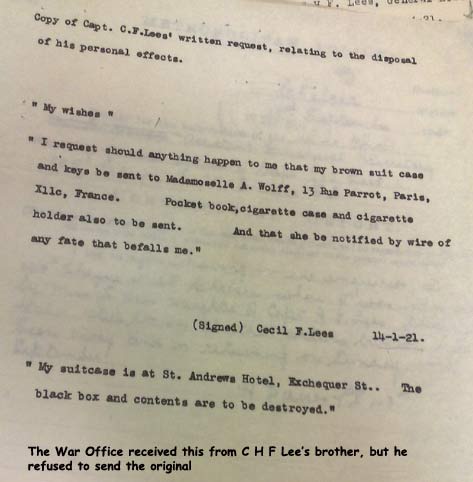 F. Lees,
Copy of Capt. C.F.Lees' written request, relating to the disposal
of his personal effects.
" My wishes "
" I request should anything happen to me that my brown suit case
and keys be sent to Madamoselle A. Wolff, 13 Rue Parrot, Paris,
X11c, France. Pocket book,cigarette case and cigarette
holder also to be sent. And that she be notified by wire of
any fate that befalls me."
(Signed) Cecil F.Lees 14-1-21.
" My suitcase is at St. Andrews Hotel, Exchequer St.. The
black box and contents are to be destroyed."
The War Office received this from C H F Lee's brother, but he
refused to send the original